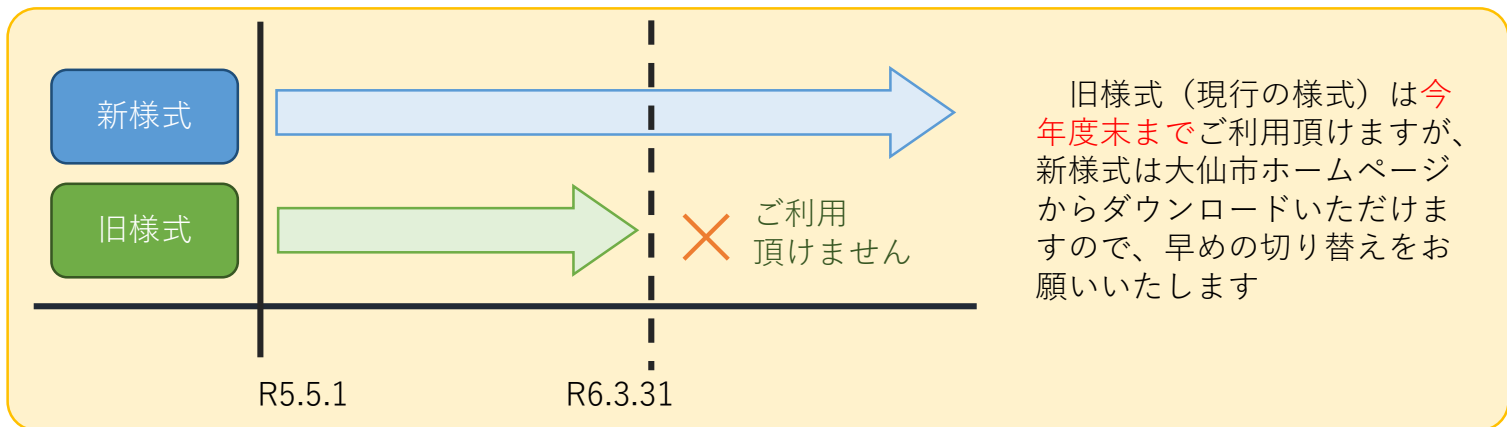 新様式
旧様式
ご利用
頂けません
R5.5.1
R6.3.31
旧様式（現行の様式）は今
年度末までご利用頂けますが、
新様式は大仙市ホームページ
からダウンロードいただけま
すので、早めの切り替えをお
願いいたします